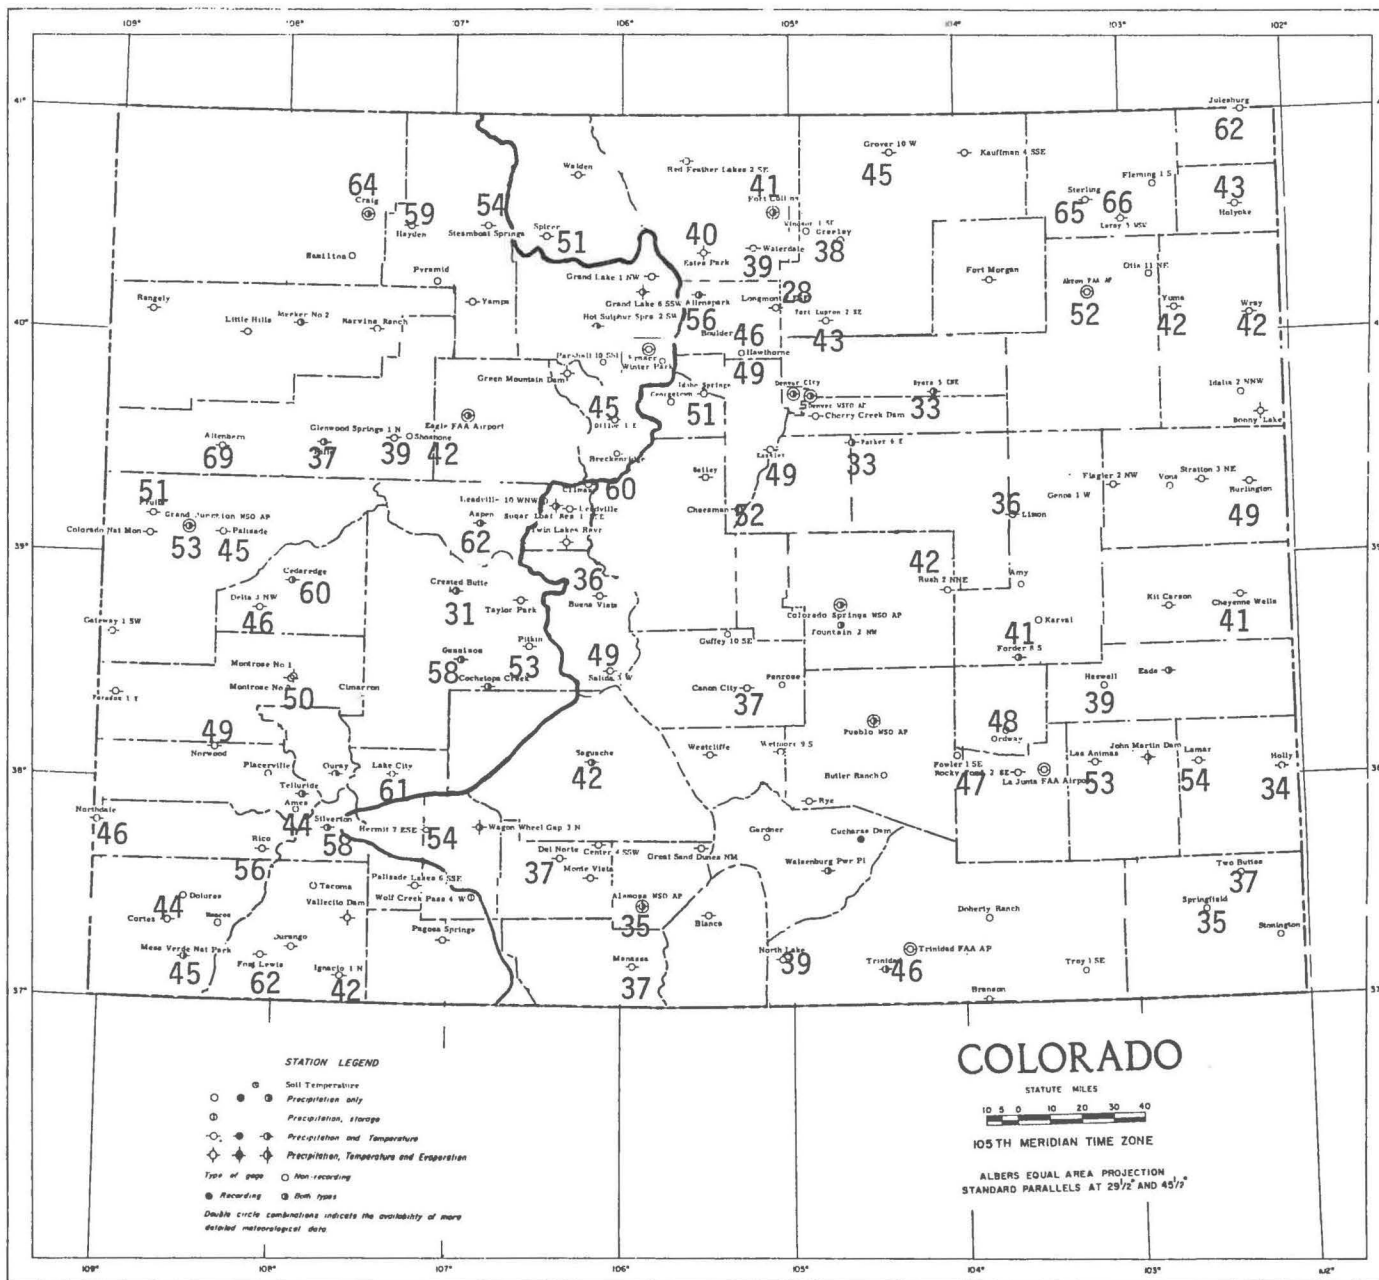 109° 108° 107° 106° 105° 104° 103° 102°
41°
Julesburg
62
Grover 10 W
45
Kauffman 4 SSE
Walden
Red Feather Lakes 2 SE
41
Fort Collins
Fleming 1 S
Sterling
65
66
Leroy 5 WSW
43
Holyoke
64
Craig
59
Hayden
54
Steamboat Springs
Spicer
51
40
Estes Park
Windsor 1 SE
Greeley
38
Waterdale
39
Hamilton
Pyramid
Grand Lake 1 NW
Grand Lake 6 SSW
Allenspark
56
28
Longmont 2 ESE
Fort Morgan
Akron FAA AP
52
Otis 11 NE
Rangely
Little Hills
Meeker No 2
Marvine Ranch
Yampa
Hot Sulphur Spra 2 SW
Fort Lupton 2 SE
43
Yuma
42
Wray
42
40°
Boulder
46
Hawthorne
49
Parshall 10 SSE
Winter Park
Green Mountain Dam
Georgetown
Idaho Springs
51
Denver City
Denver WSFO AP
5
Cherry Creek Dam
Byers 5 ENE
33
Idalia 2 NNW
Bonny Lake
45
Dillon 1 E
Altenbern
69
Glenwood Springs 1 N
37
Rifle
39
Shoshone
Eagle FAA Airport
42
Breckenridge
Bailey
Kassler
49
Parker 6 E
33
Climax
60
Leadville 10 WNW
Leadville
Sugar Loaf Res
Twin Lakes Resvr
Cheesman
52
36
Limon
Genoa 1 W
Flagler 2 NW
Vona
Stratton 3 NE
Burlington
49
51
Fruita
Grand Junction WSO AP
53
Colorado Nat Mon
Palisade
45
Aspen
62
39°
Cedaredge
60
Delta 3 NW
46
Crested Butte
31
Taylor Park
36
Buena Vista
42
Rush 2 NNE
Amy
Colorado Springs WSO AP
Fountain 2 NW
Kit Carson
Cheyenne Wells
41
Gateway 1 SW
Karval
41
Forder 8 S
Guffey 10 SE
Pitkin
53
Gunnison
58
Cochetopa Creek
49
Salida 3 W
Montrose No 1
Montrose No 2
50
Cimarron
Paradox 1 E
Canon City
37
Penrose
Eads
Haswell
39
49
Norwood
Pueblo WSO AP
48
Ordway
Westcliffe
Wetmore 9 S
Saguache
42
Placerville
Ouray
Lake City
61
Butler Ranch
Fowler 1 SE
Rocky Ford 2 SE
47
La Junta FAA Airport
Las Animas
53
John Martin Dam
Lamar
54
Holly
34
38°
Telluride
Ames
44
Silverton
58
Rye
Northdale
46
Rico
56
Hermit 7 ESE
54
Wagon Wheel Gap 3 N
Gardner
Cucharas Dam
Del Norte
37
Center 4 SSW
Monte Vista
Great Sand Dunes NM
Walsenburg Pwr Pl
Two Buttes
37
Tacoma
Vallecito Dam
Palisade Lakes 6 SSE
Wolf Creek Pass 4 W
Dolores
44
Cortez
Mancos
Alamosa WSO AP
35
Blanca
Doherty Ranch
Springfield
35
Stonington
Mesa Verde Nat Park
45
Durango
Fort Lewis
62
Ignacio 1 N
42
Pagosa Springs
Manassa
37
North Lake
39
Trinidad
46
Trinidad FAA AP
Troy 1 SE
Branson
37°
STATION LEGEND
Soil Temperature
Precipitation only
Precipitation, storage
Precipitation and Temperature
Precipitation, Temperature and Evaporation
Type of gage Non-recording
Recording Both types
Double circle combinations indicate the availability of more
detailed meteorological data.
COLORADO
STATUTE MILES
10 5 0 10 20 30 40
105TH MERIDIAN TIME ZONE
ALBERS EQUAL AREA PROJECTION
STANDARD PARALLELS AT 29½° AND 45½°
109° 108° 107° 106° 105° 104° 103° 102°